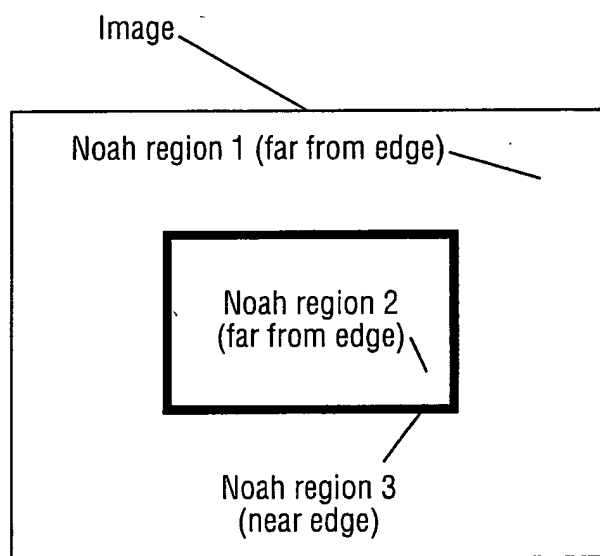 Image
Noah region 1 (far from edge)
Noah region 2
(far from edge)
Noah region 3
(near edge)